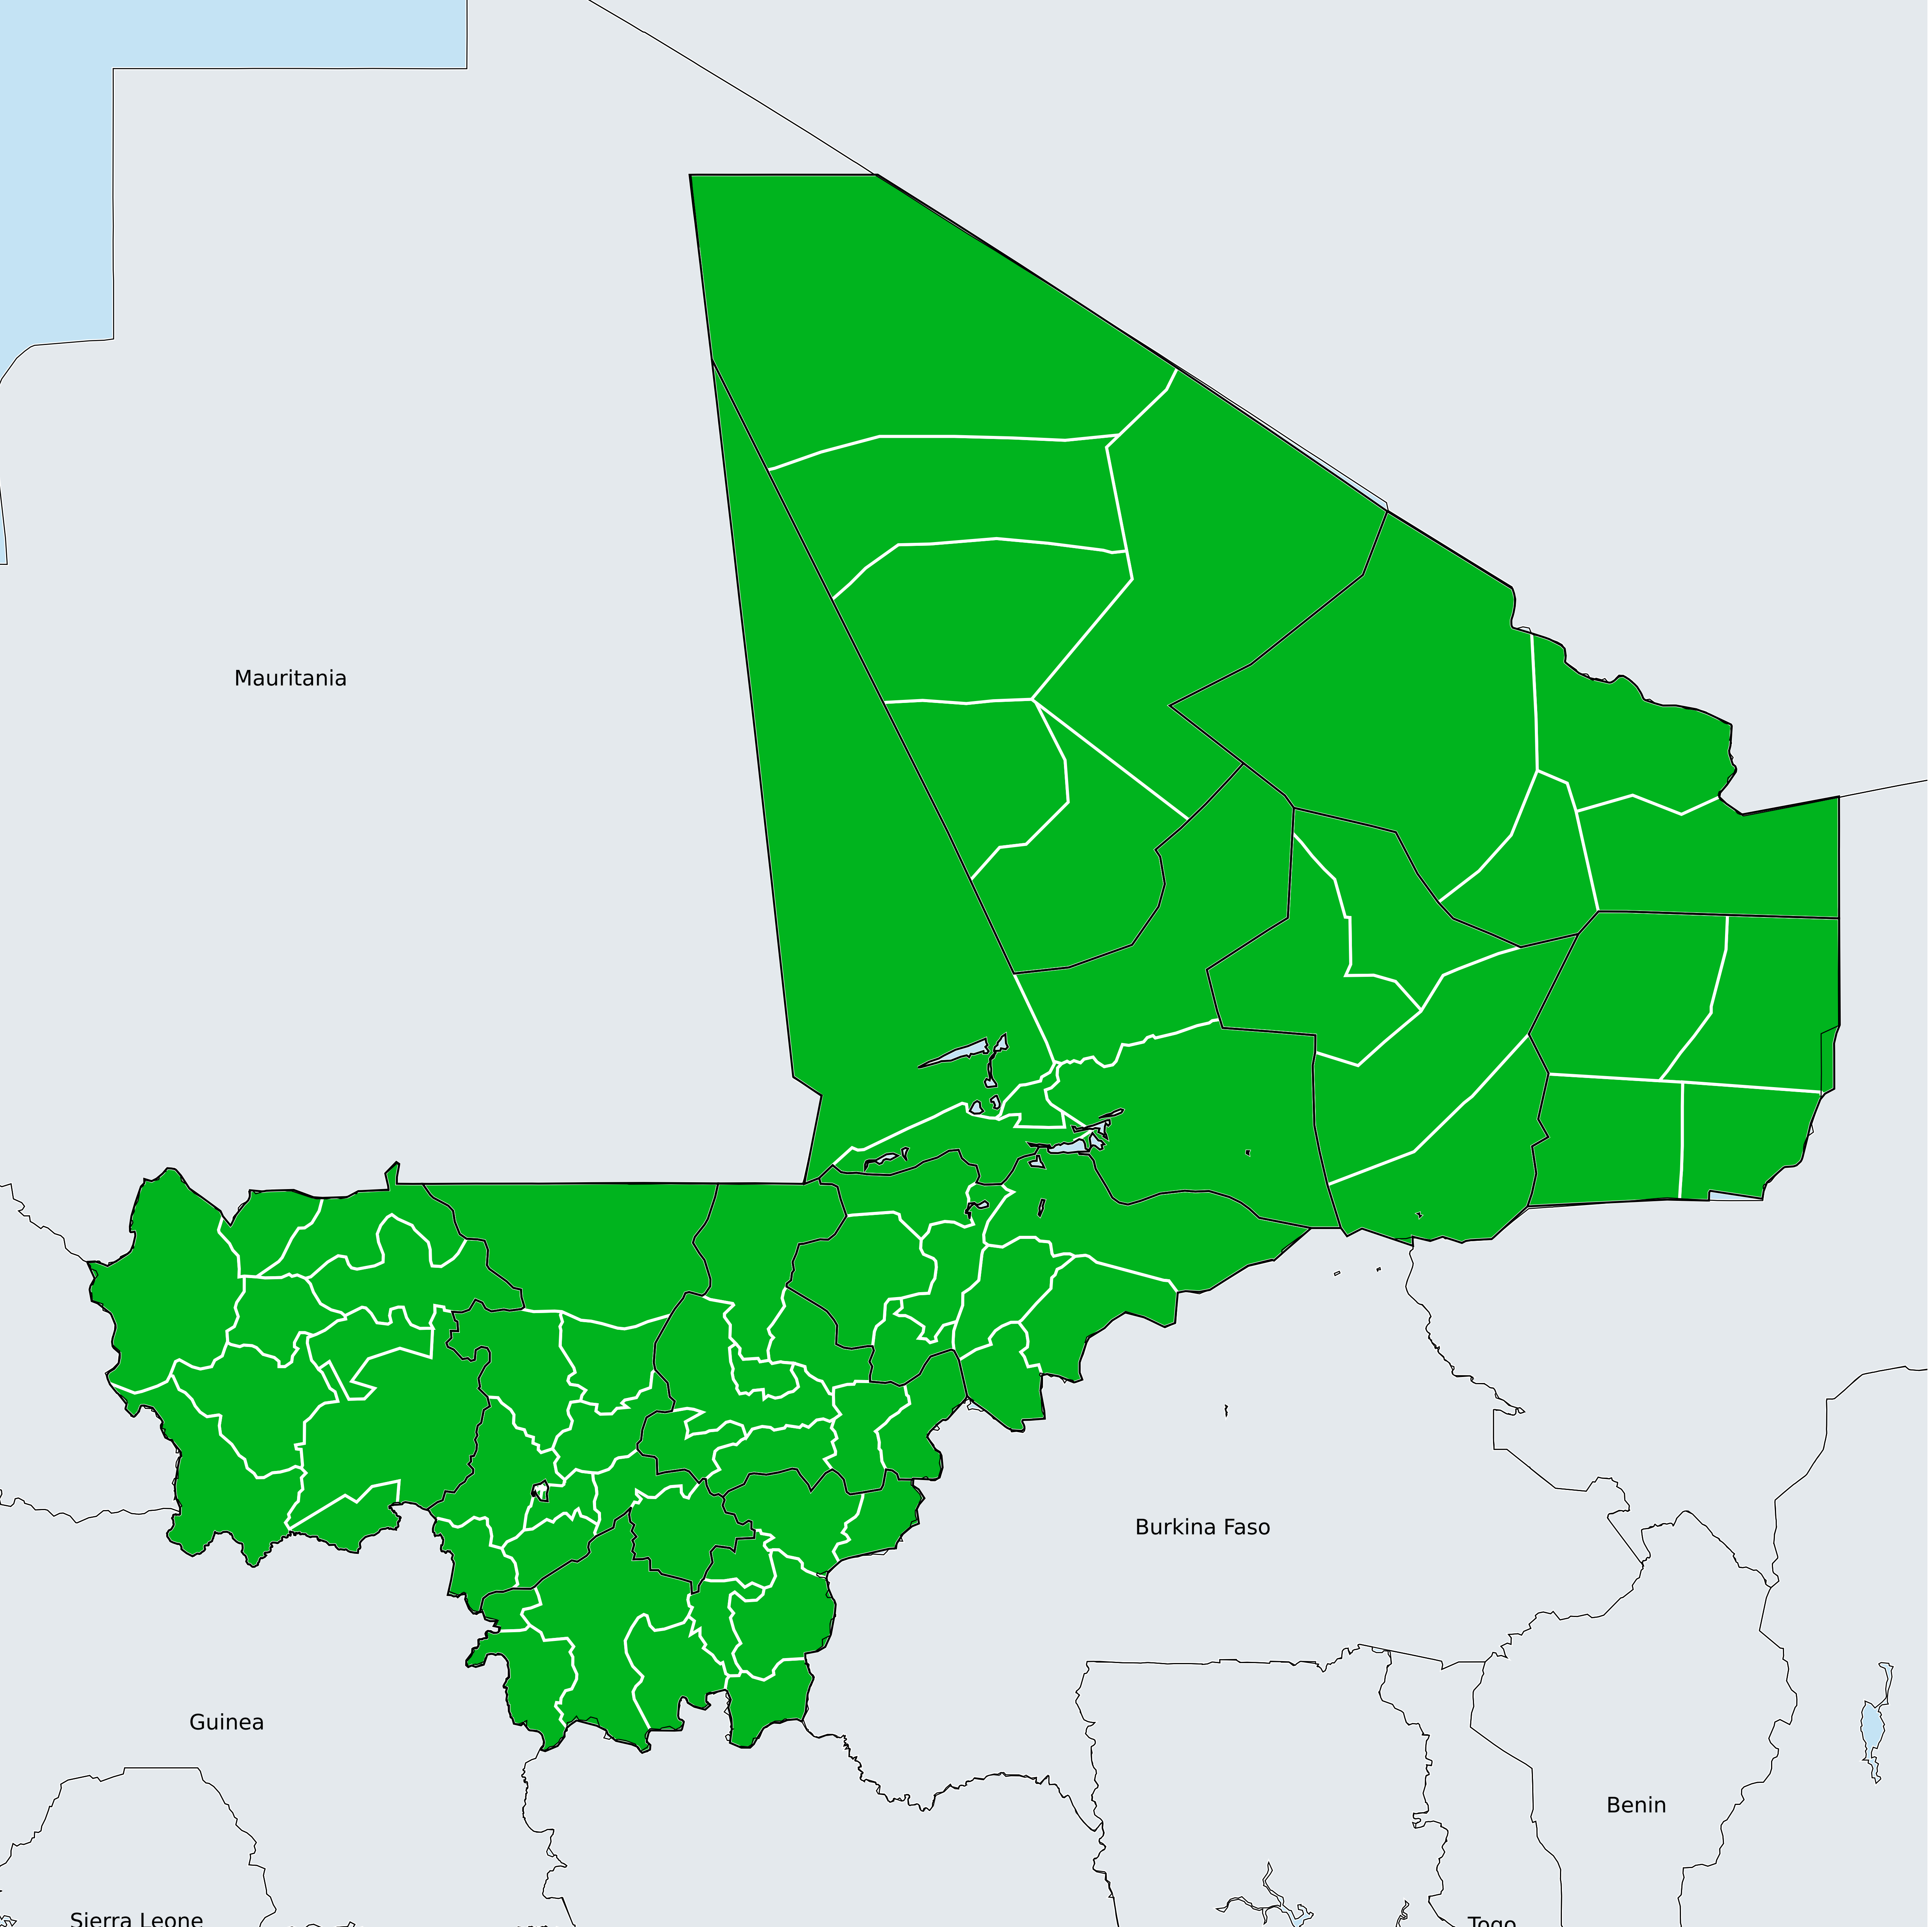 Mauritania
Burkina Faso
Guinea
Benin
Sierra Leone
Togo